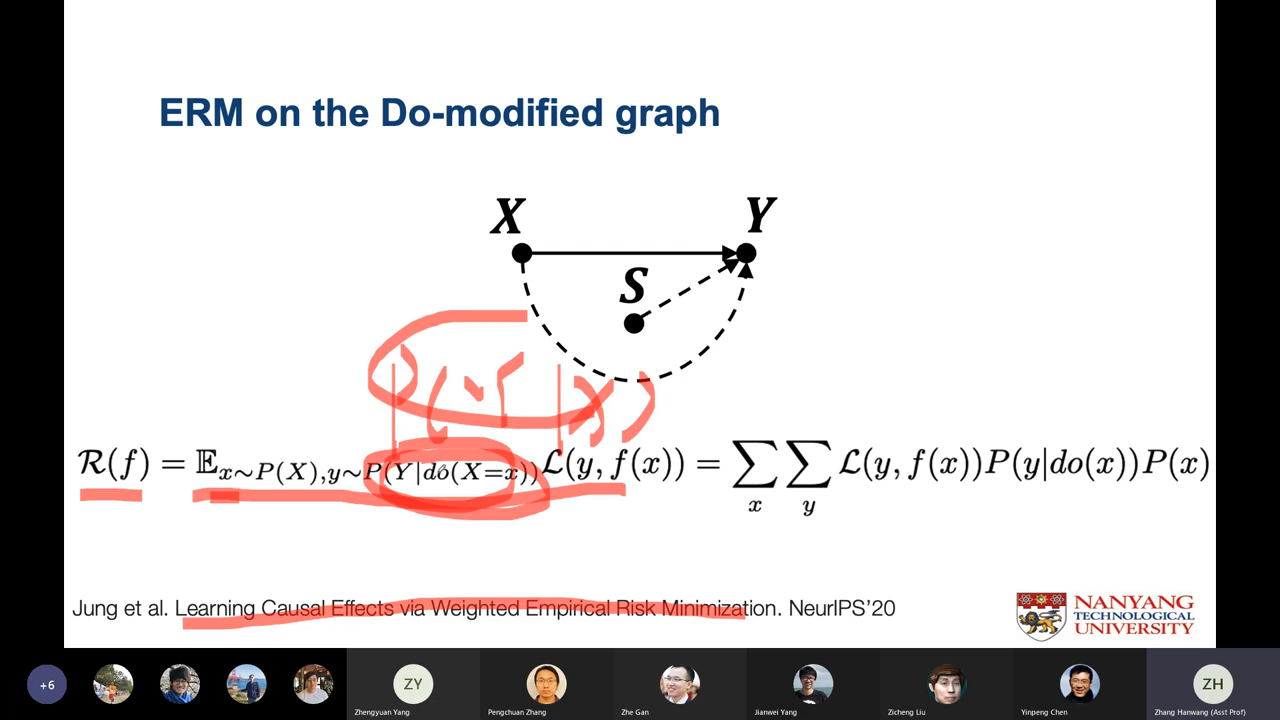 ERM on the Do-modified graph
X
Y
S
P(Y|X)
R(f) = 𝔼_{x∼P(X),y∼P(Y|do(X=x))} L(y, f(x)) = ∑_x ∑_y L(y, f(x))P(y|do(x))P(x)
Jung et al. Learning Causal Effects via Weighted Empirical Risk Minimization. NeurIPS'20
NANYANG
TECHNOLOGICAL
UNIVERSITY
+6
ZY
ZH
Zhengyuan Yang
Pengchuan Zhang
Zhe Gan
Jianwei Yang
Zicheng Liu
Yinpeng Chen
Zhang Hanwang (Asst Prof)